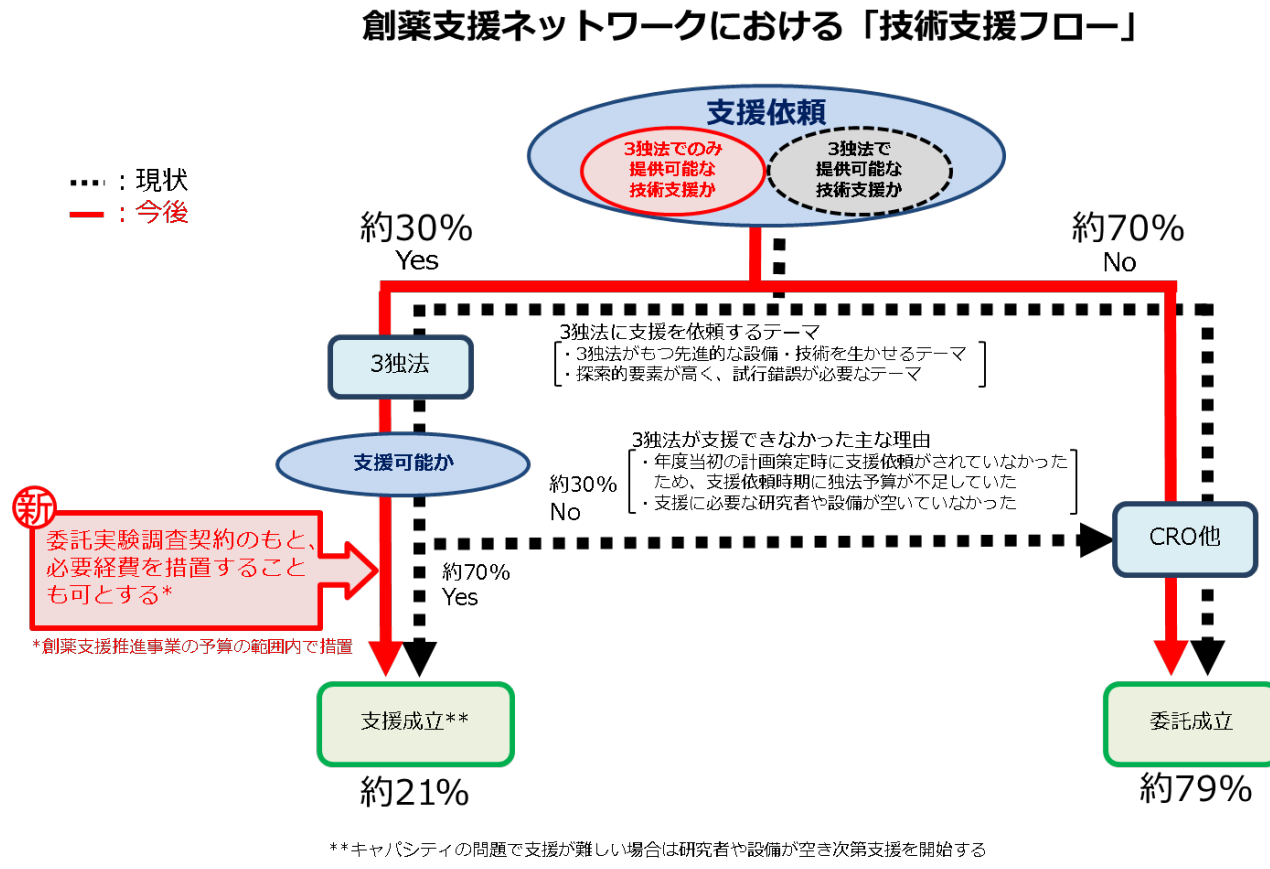 創薬支援ネットワークにおける「技術支援フロー」
支援依頼
3独法でのみ
提供可能な
技術支援か
3独法で
提供可能な
技術支援か
：現状
：今後
約30%
Yes
約70%
No
3独法に支援を依頼するテーマ
・3独法がもつ先進的な設備・技術を生かせるテーマ
・探索的要素が高く、試行錯誤が必要なテーマ
3独法
支援可能か
3独法が支援できなかった主な理由
・年度当初の計画策定時に支援依頼がされていなかった
ため、支援依頼時期に独法予算が不足していた
・支援に必要な研究者や設備が空いていなかった
約30%
No
新
委託実験調査契約のもと、
必要経費を措置すること
も可とする*
*創薬支援推進事業の予算の範囲内で措置
約70%
Yes
CRO他
支援成立**
委託成立
約21%
約79%
**キャパシティの問題で支援が難しい場合は研究者や設備が空き次第支援を開始する